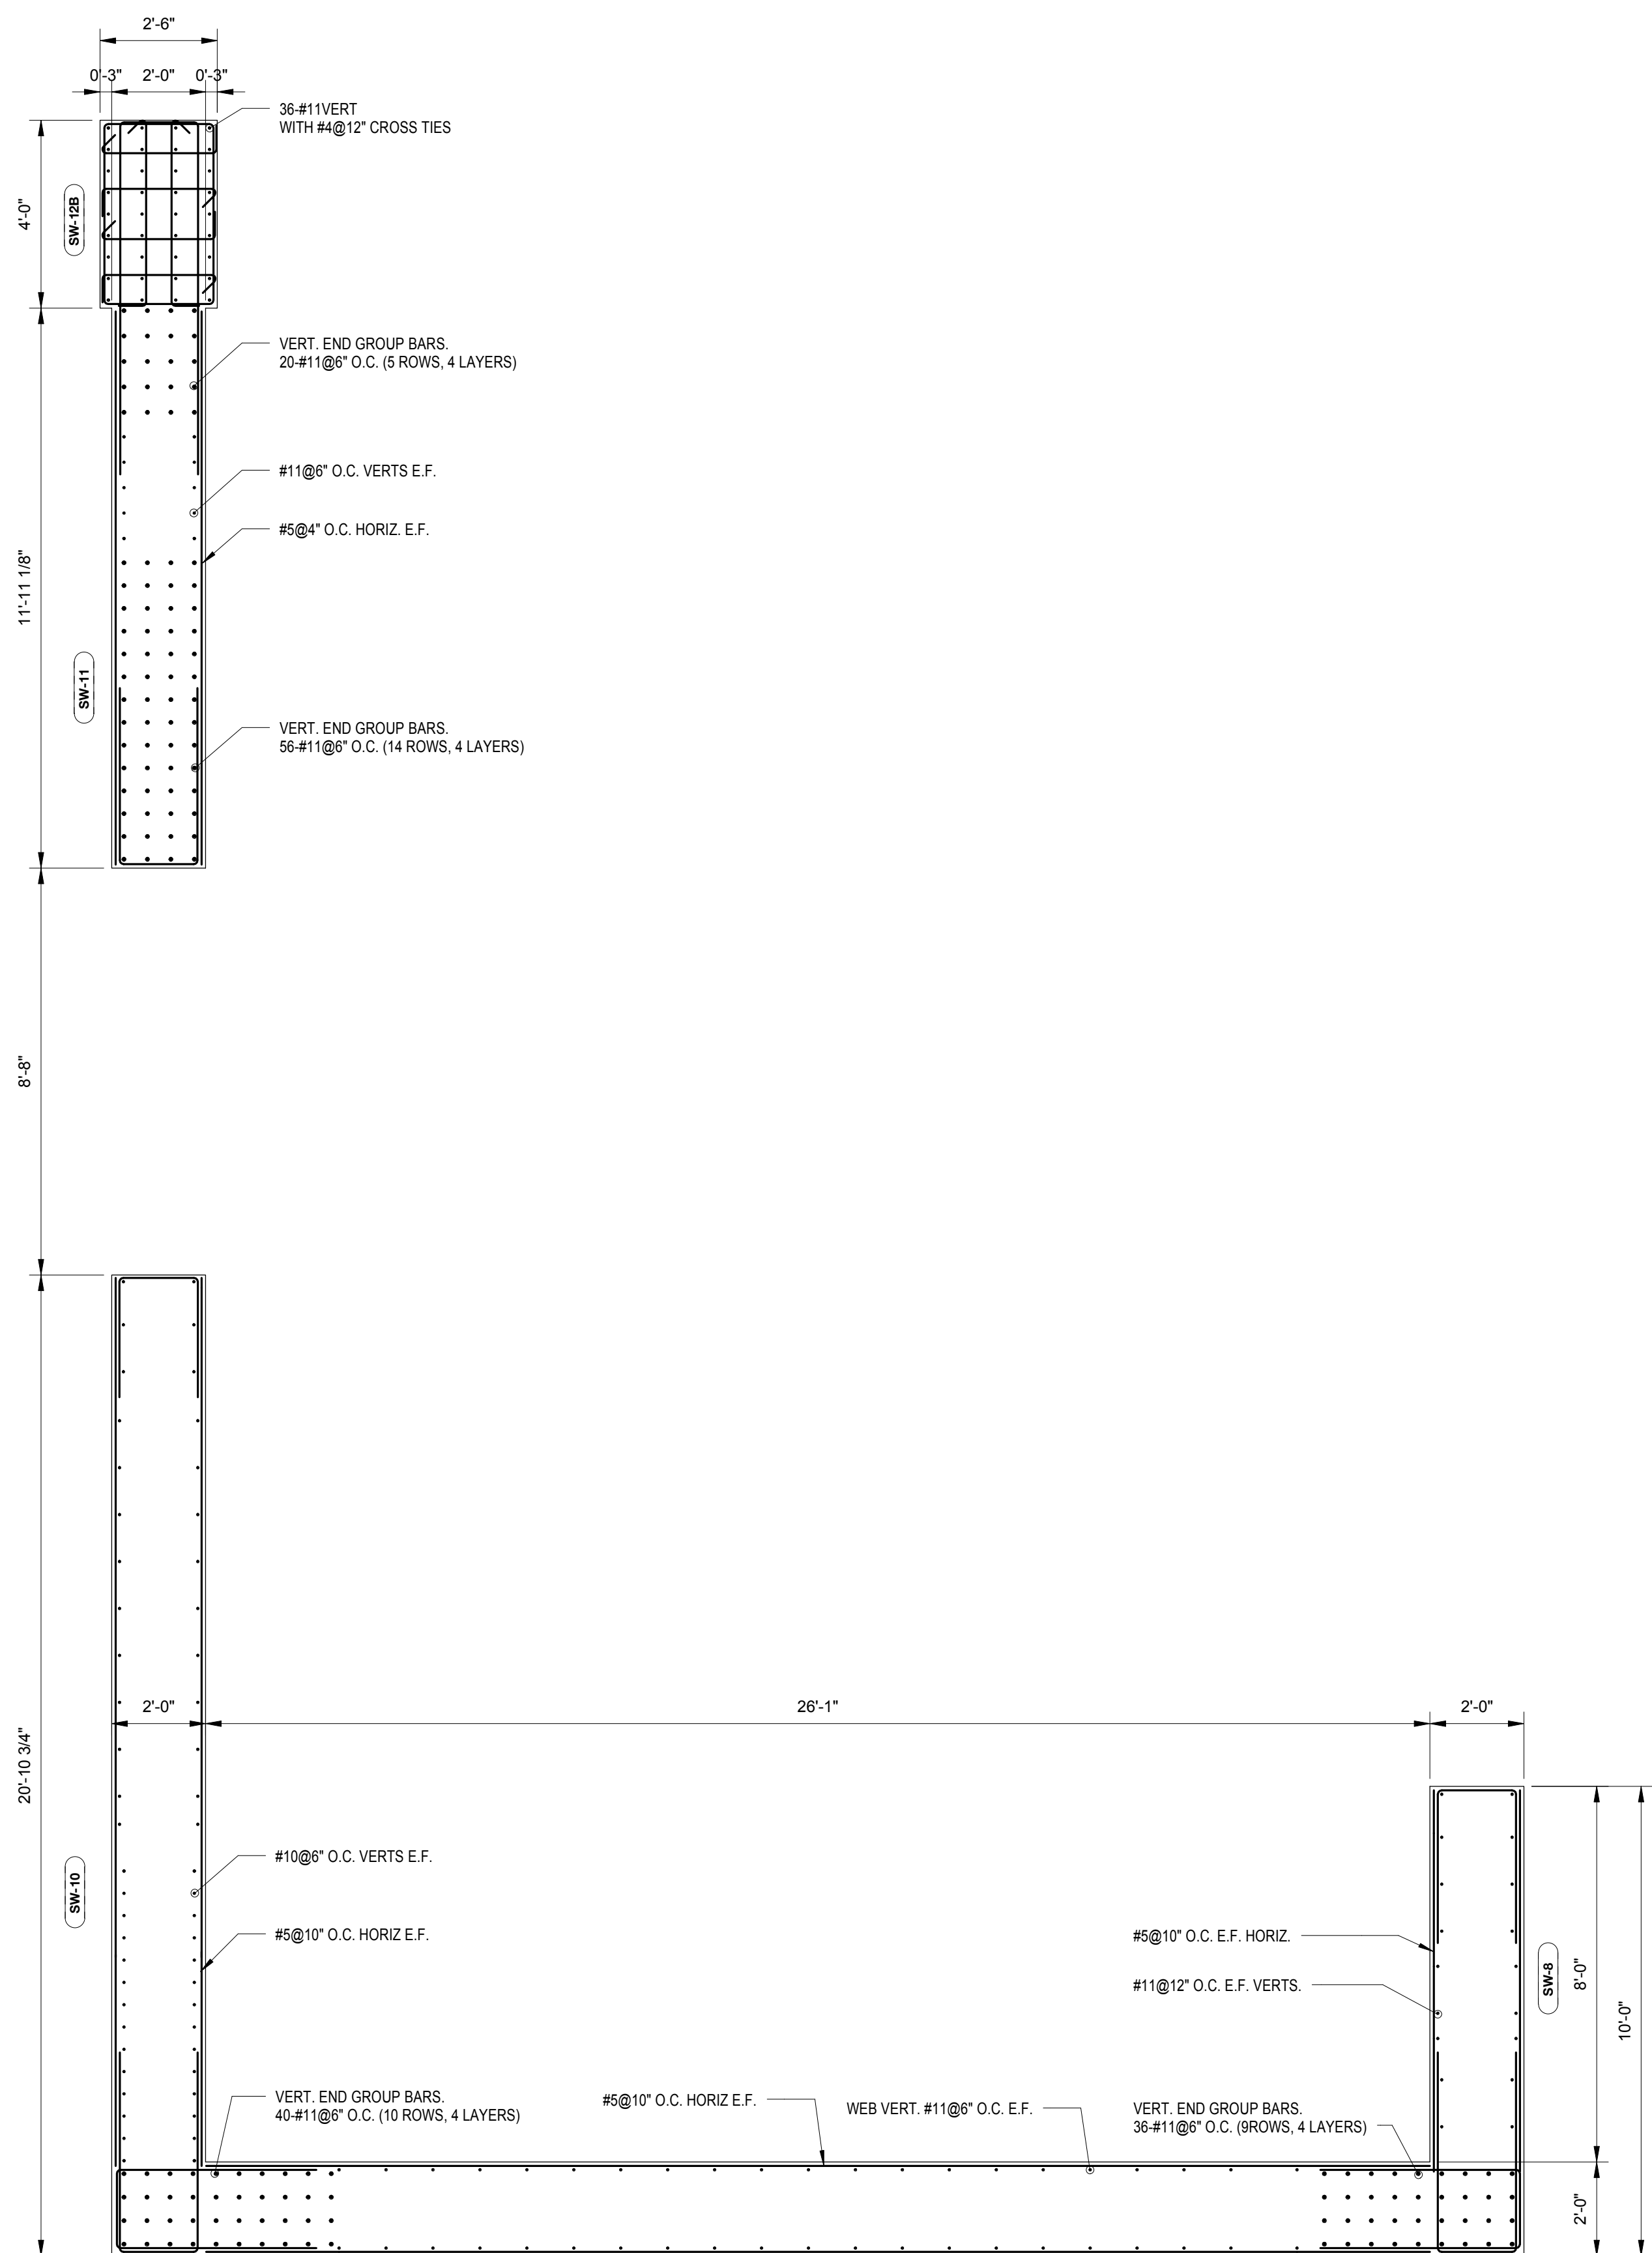 2'-6"
0'-3" 2'-0" 0'-3"
36-#11VERT
WITH #4@12" CROSS TIES
4'-0"
SW-12B
VERT. END GROUP BARS.
20-#11@6" O.C. (5 ROWS, 4 LAYERS)
#11@6" O.C. VERTS E.F.
#5@4" O.C. HORIZ. E.F.
11'-11 1/8"
SW-11
VERT. END GROUP BARS.
56-#11@6" O.C. (14 ROWS, 4 LAYERS)
8'-8"
2'-0"
26'-1"
2'-0"
20'-10 3/4"
SW-10
#10@6" O.C. VERTS E.F.
#5@10" O.C. HORIZ E.F.
#5@10" O.C. E.F. HORIZ.
#11@12" O.C. E.F. VERTS.
SW-8
8'-0"
10'-0"
VERT. END GROUP BARS.
40-#11@6" O.C. (10 ROWS, 4 LAYERS)
#5@10" O.C. HORIZ E.F.
WEB VERT. #11@6" O.C. E.F.
VERT. END GROUP BARS.
36-#11@6" O.C. (9ROWS, 4 LAYERS)
2'-0"